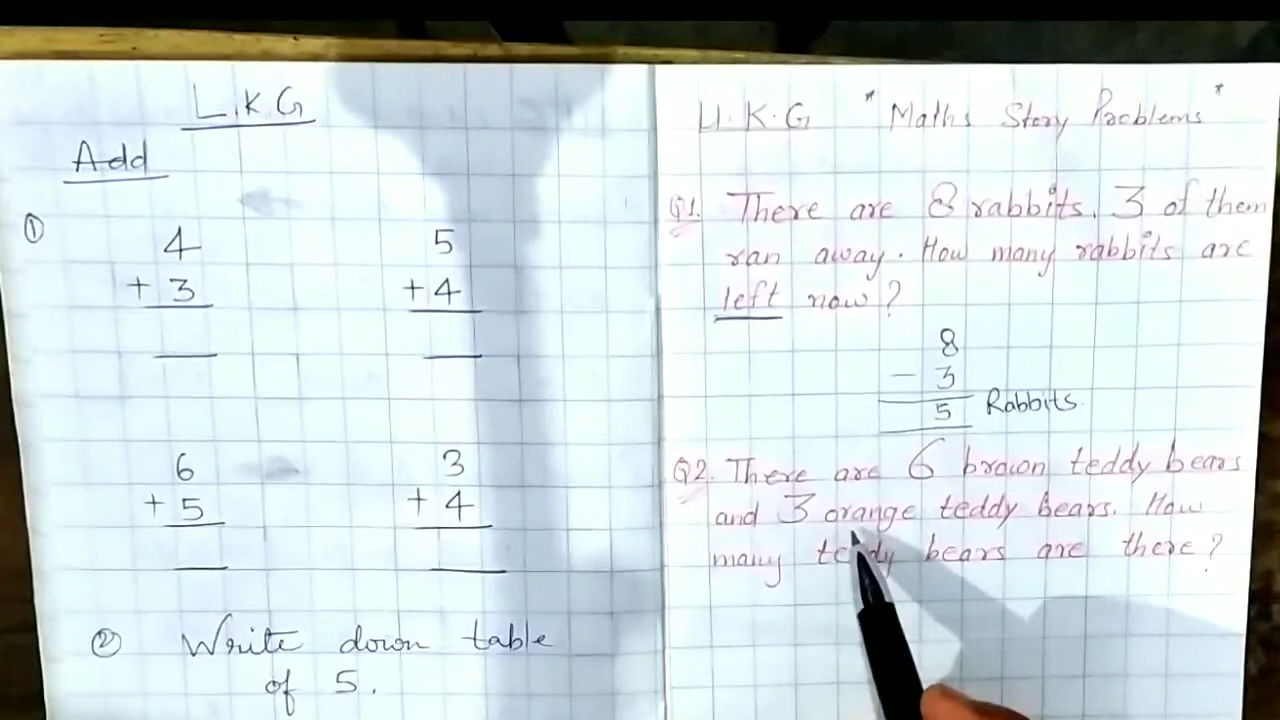 L.K.G
Add
① 4 5
+ 3 + 4
6 3
+ 5 + 4
② Write down table
of 5.
U.K.G " Maths Story Problems "
Q1. There are 8 rabbits. 3 of them
ran away. How many rabbits are
left now?
8
- 3
5 Rabbits.
Q2. There are 6 brown teddy bears
and 3 orange teddy bears. How
many teddy bears are there?